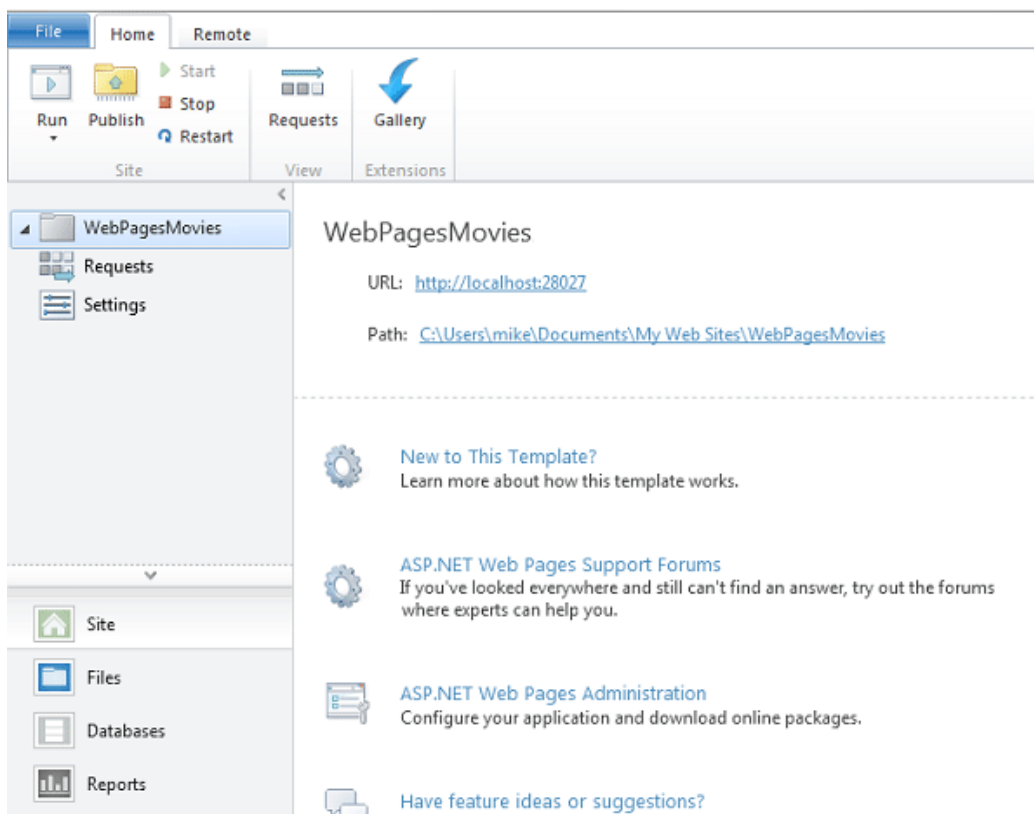 File Home Remote
Start
Stop
Run Publish Requests Gallery
Restart
Site View Extensions
WebPagesMovies
Requests
Settings
WebPagesMovies
URL: http://localhost:28027
Path: C:\Users\mike\Documents\My Web Sites\WebPagesMovies
New to This Template?
Learn more about how this template works.
ASP.NET Web Pages Support Forums
If you've looked everywhere and still can't find an answer, try out the forums
where experts can help you.
ASP.NET Web Pages Administration
Configure your application and download online packages.
Have feature ideas or suggestions?
Site
Files
Databases
Reports